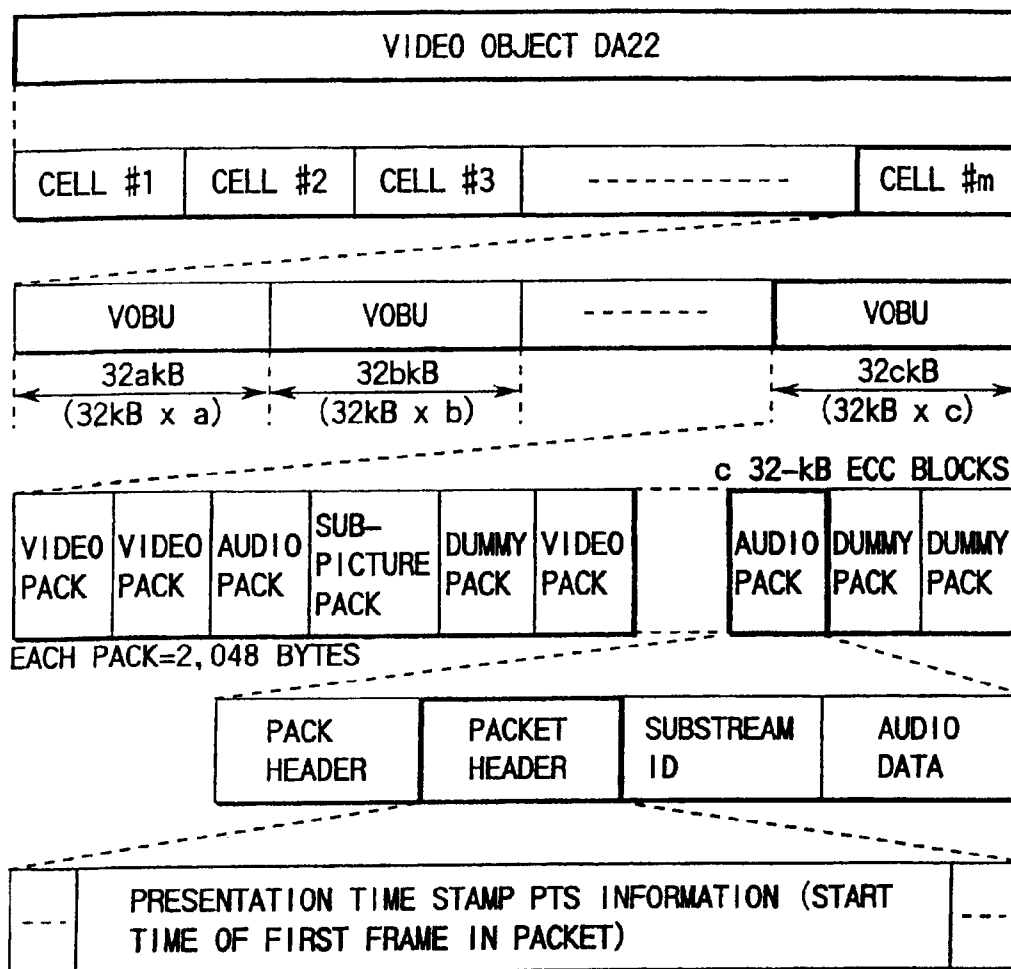 VIDEO OBJECT DA22
CELL #1 CELL #2 CELL #3 CELL #m
VOBU VOBU VOBU
32akB 32bkB 32ckB
(32kB x a) (32kB x b) (32kB x c)
c 32-kB ECC BLOCKS
VIDEO PACK
VIDEO PACK
AUDIO PACK
SUB-
PICTURE
PACK
DUMMY PACK
VIDEO PACK
AUDIO PACK
DUMMY PACK
DUMMY PACK
EACH PACK=2,048 BYTES
PACK
HEADER
PACKET
HEADER
SUBSTREAM
ID
AUDIO
DATA
PRESENTATION TIME STAMP PTS INFORMATION (START
TIME OF FIRST FRAME IN PACKET)